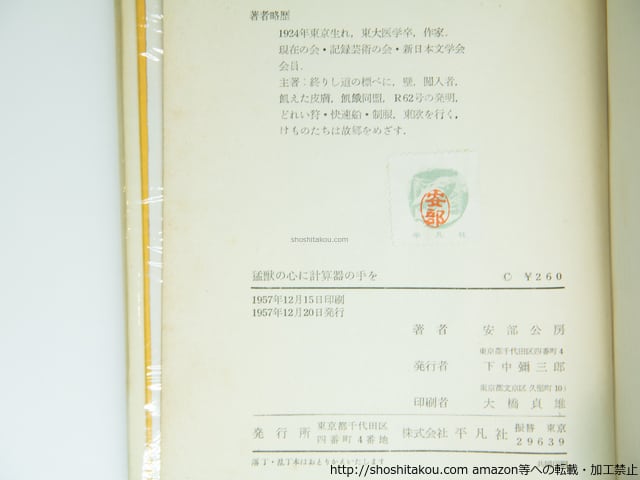 著者略歴
1924年東京生れ，東大医学卒，作家．
現在の会・記録芸術の会・新日本文学会
会員．
主著：終りし道の標べに，壁，闖入者，
飢えた皮膚，飢餓同盟，R62号の発明，
どれい狩・快速船・制服，東欧を行く，
けものたちは故郷をめざす．
安部
平凡社
shoshitakou.com
猛獣の心に計算器の手を C ￥260
1957年12月15日印刷
1957年12月20日発行
著者 安部公房
東京都千代田区四番町4
発行者 下中彌三郎
東京都文京区久堅町108
印刷者 大橋貞雄
発行所 東京都千代田区四番町4番地 株式会社平凡社 振替 東京29639
落丁・乱丁本はおとりかえいたします
http://shoshitakou.com amazon等への転載・加工禁止